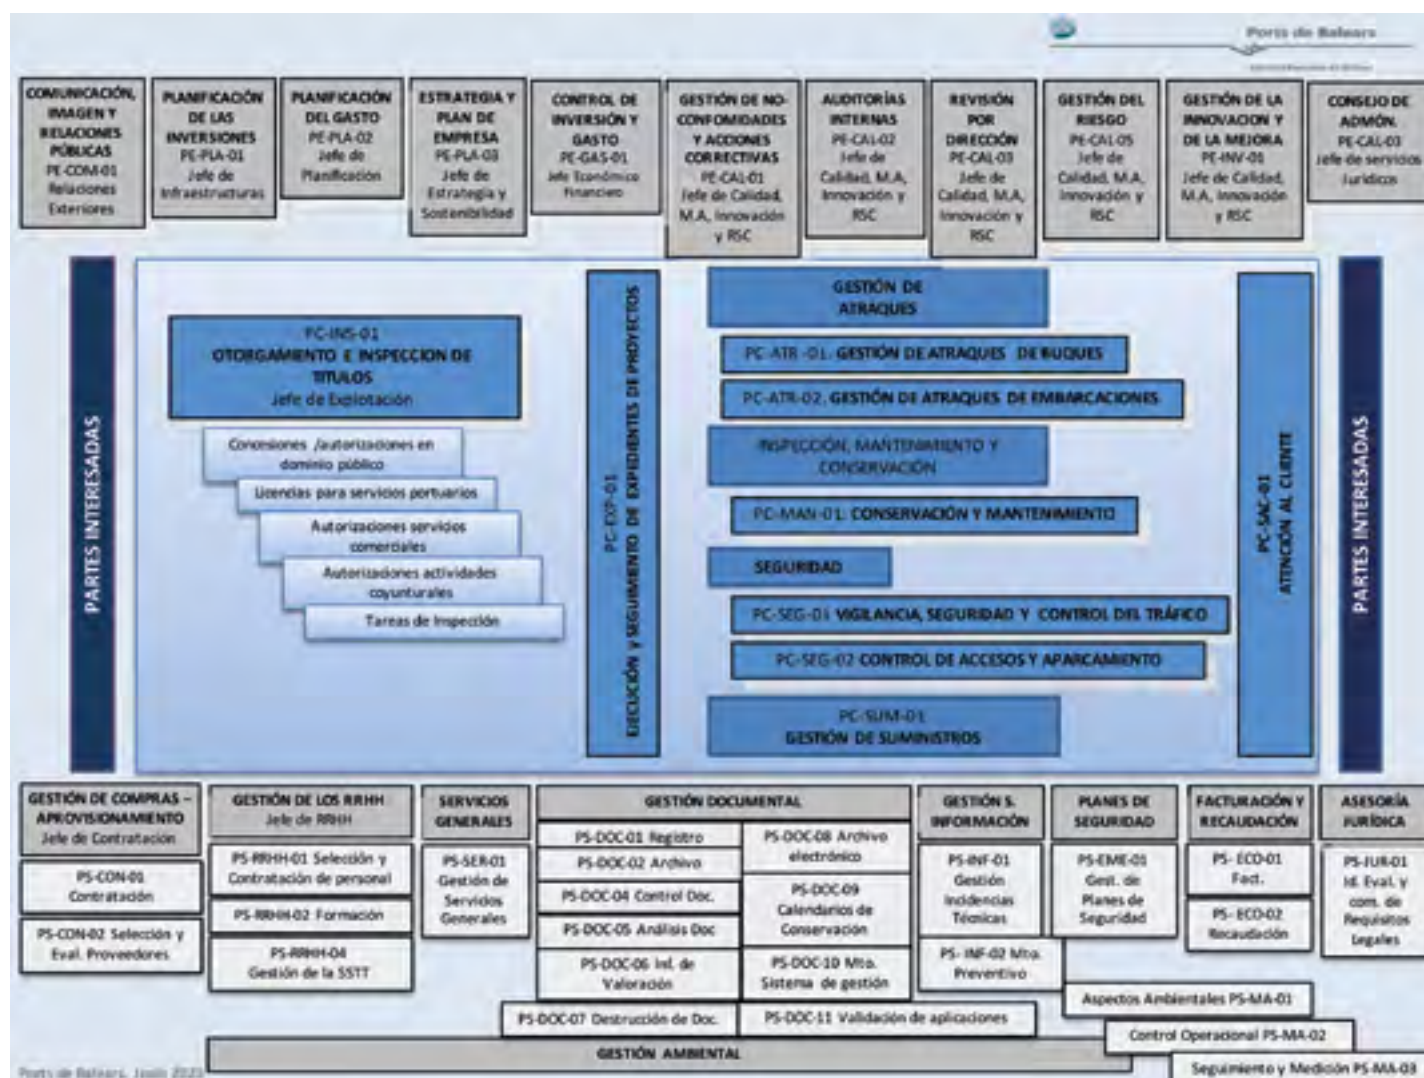 Ports de Balears
COMUNICACIÓN,
IMAGEN Y
RELACIONES
PÚBLICAS
PE-COM-01
Relaciones
Exteriores
PLANIFICACIÓN
DE LAS
INVERSIONES
PE-PLA-01
Jefe de
Infraestructuras
PLANIFICACIÓN
DEL GASTO
PE-PLA-02
Jefe de
Planificación
ESTRATEGIA Y
PLAN DE
EMPRESA
PE-PLA-03
Jefe de
Estrategia y
Sostenibilidad
CONTROL DE
INVERSIÓN Y
GASTO
PE-GAS-01
Jefe Económico
Financiero
GESTIÓN DE NO-
CONFOMIDADES
Y ACCIONES
CORRECTIVAS
PE-CAL-01
Jefe de Calidad,
M.A, Innovación
y RSC
AUDITORÍAS
INTERNAS
PE-CAL-02
Jefe de
Calidad, M.A,
Innovación y
RSC
REVISIÓN
POR
DIRECCIÓN
PE-CAL-03
Jefe de
Calidad, M.A,
Innovación y
RSC
GESTIÓN DEL
RIESGO
PE-CAL-05
Jefe de
Calidad, M.A,
Innovación y
RSC
GESTIÓN DE LA
INNOVACION Y
DE LA MEJORA
PE-INV-01
Jefe de Calidad,
M.A, Innovación
y RSC
CONSEJO DE
ADMÓN.
PE-CAL-03
Jefe de servicios
Jurídicos
PARTES INTERESADAS
PC-INS-01
OTORGAMIENTO E INSPECCION DE
TITULOS
Jefe de Explotación
Concesiones /autorizaciones en
dominio público
Licencias para servicios portuarios
Autorizaciones servicios
comerciales
Autorizaciones actividades
coyunturales
Tareas de Inspección
PC-EXP-01
EJECUCIÓN y SEGUIMIENTO DE EXPEDIENTES DE PROYECTOS
GESTIÓN DE
ATRAQUES
PC-ATR -01. GESTIÓN DE ATRAQUES DE BUQUES
PC-ATR-02. GESTIÓN DE ATRAQUES DE EMBARCACIONES
INSPECCIÓN, MANTENIMIENTO Y
CONSERVACIÓN
PC-MAN-01: CONSERVACIÓN Y MANTENIMIENTO
SEGURIDAD
PC-SEG-01 VIGILANCIA, SEGURIDAD Y CONTROL DEL TRÁFICO
PC-SEG-02 CONTROL DE ACCESOS Y APARCAMIENTO
PC-SUM-01:
GESTIÓN DE SUMINISTROS
PC-SAC-01
ATENCIÓN AL CLIENTE
PARTES INTERESADAS
GESTIÓN DE COMPRAS –
APROVISIONAMIENTO
Jefe de Contratación
PS-CON-01
Contratación
PS-CON-02 Selección y
Eval. Proveedores
GESTIÓN DE LOS RRHH
Jefe de RRHH
PS-RRHH-01 Selección y
Contratación de personal
PS-RRHH-02 Formación
PS-RRHH-04
Gestión de la SSTT
SERVICIOS
GENERALES
PS-SER-01
Gestión de
Servicios
Generales
GESTIÓN DOCUMENTAL
PS-DOC-01 Registro
PS-DOC-02 Archivo
PS-DOC-04 Control Doc.
PS-DOC-05 Análisis Doc
PS-DOC-06 Inf. de
Valoración
PS-DOC-07 Destrucción de Doc.
PS-DOC-08 Archivo
electrónico
PS-DOC-09
Calendarios de
Conservación
PS-DOC-10 Mto.
Sistema de gestión
PS-DOC-11 Validación de aplicaciones
GESTIÓN S.
INFORMACIÓN
PS-INF-01
Gestión
Incidencias
Técnicas
PS- INF-02 Mto.
Preventivo
PLANES DE
SEGURIDAD
PS-EME-01
Gest. de
Planes de
Seguridad
FACTURACIÓN Y
RECAUDACIÓN
PS- ECO-01
Fact.
PS- ECO-02
Recaudación
ASESORÍA
JURÍDICA
PS-JUR-01
Id. Eval. y
com. de
Requisitos
Legales
Aspectos Ambientales PS-MA-01
Control Operacional PS-MA-02
Seguimiento y Medición PS-MA-03
GESTIÓN AMBIENTAL
Ports de Balears.